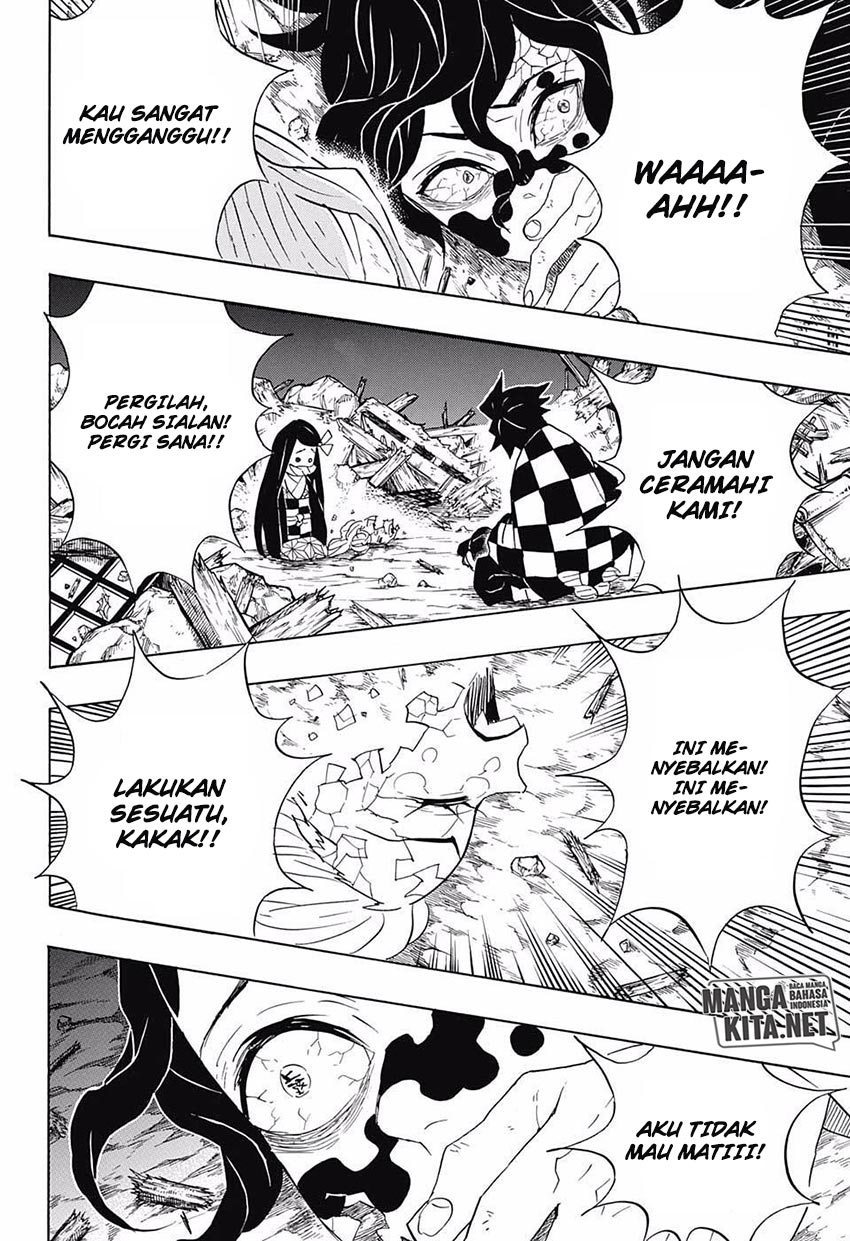 WAAAA-
AHH!!
KAU SANGAT
MENGGANGGU!!
JANGAN
CERAMAHI
KAMI!
PERGILAH,
BOCAH SIALAN!
PERGI SANA!!
INI ME-
NYEBALKAN!
INI ME-
NYEBALKAN!
LAKUKAN
SESUATU,
KAKAK!!
AKU TIDAK
MAU MATIII!
MANGA
BACA MANGA
BAHASA
INDONESIA
KITA.NET